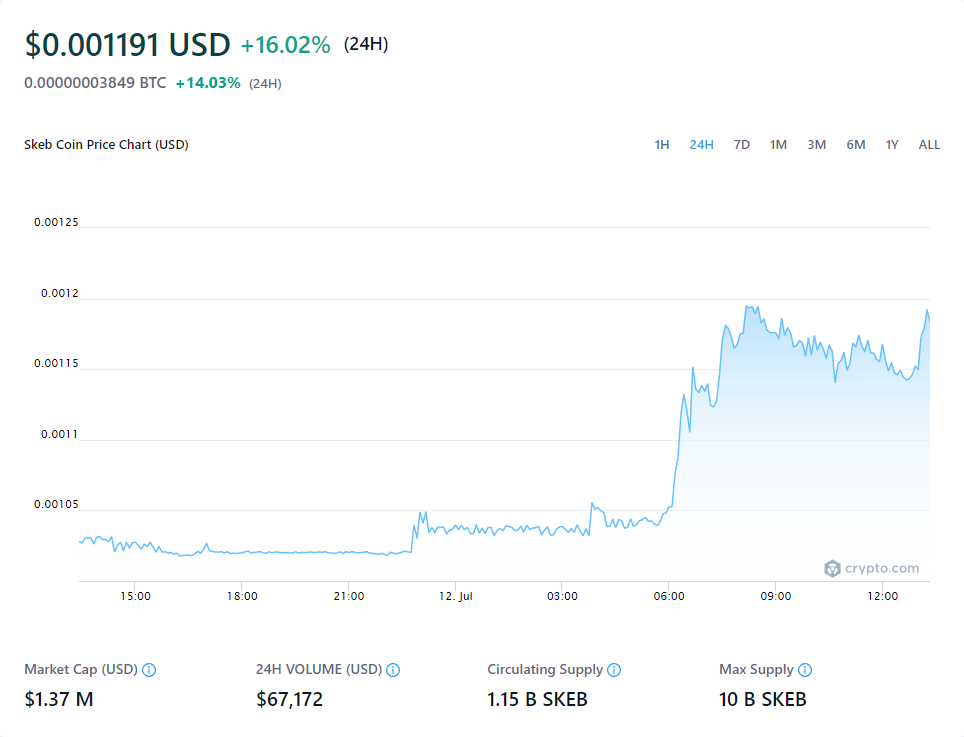 $0.001191 USD +16.02% (24H)
0.00000003849 BTC +14.03% (24H)
Skeb Coin Price Chart (USD) 1H 24H 7D 1M 3M 6M 1Y ALL
0.00125
0.0012
0.00115
0.0011
0.00105
crypto.com
15:00 18:00 21:00 12. Jul 03:00 06:00 09:00 12:00
Market Cap (USD) 24H VOLUME (USD) Circulating Supply Max Supply
$1.37 M $67,172 1.15 B SKEB 10 B SKEB